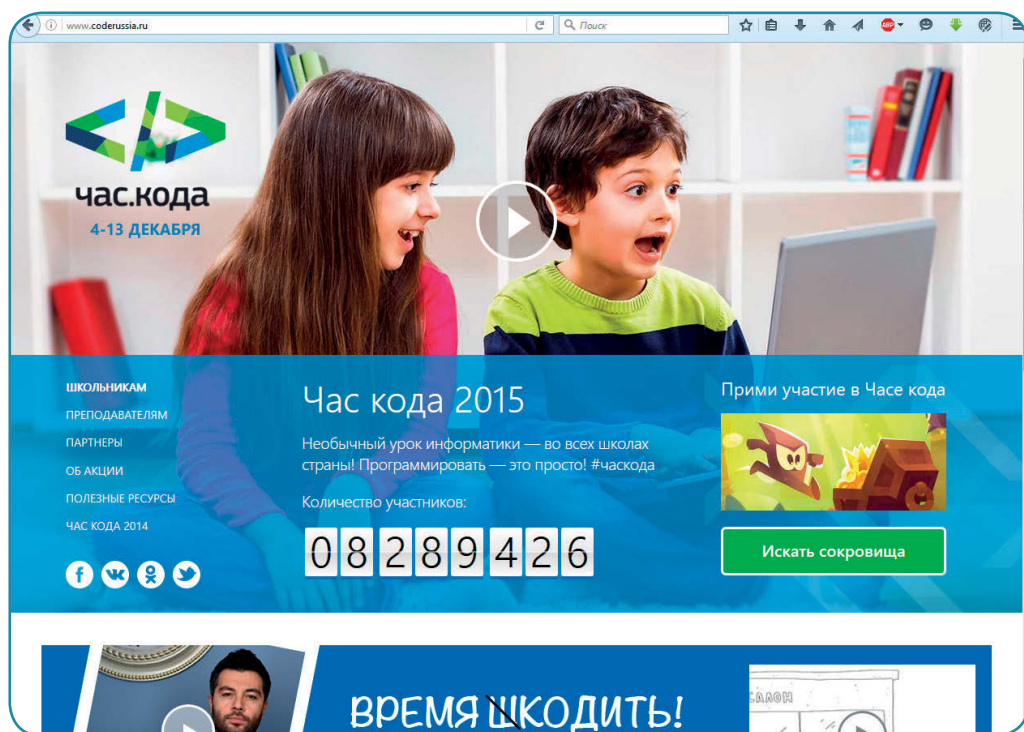 www.coderussia.ru
Поиск
ABP
час.кода
4-13 ДЕКАБРЯ
ШКОЛЬНИКАМ
ПРЕПОДАВАТЕЛЯМ
ПАРТНЕРЫ
ОБ АКЦИИ
ПОЛЕЗНЫЕ РЕСУРСЫ
ЧАС КОДА 2014
Час кода 2015
Необычный урок информатики — во всех школах
страны! Программировать — это просто! #часкода
Количество участников:
08289426
Прими участие в Часе кода
Искать сокровища
ВРЕМЯ ШКОДИТЬ!